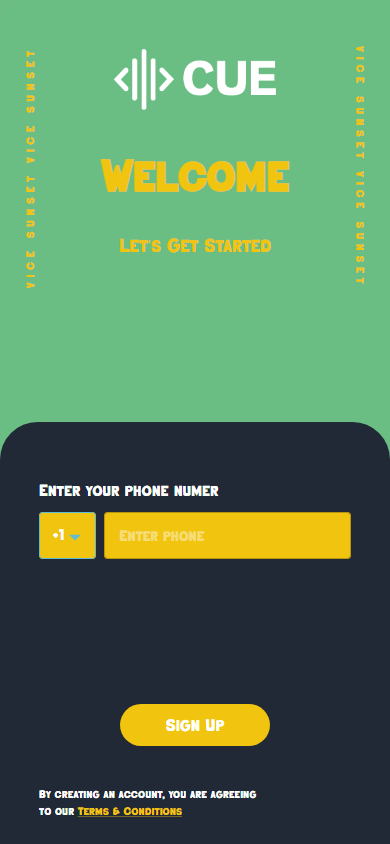 CUE
VICE SUNSET VICE SUNSET
VICE SUNSET VICE SUNSET
WELCOME
LET'S GET STARTED
ENTER YOUR PHONE NUMER
+1
ENTER PHONE
SIGN UP
BY CREATING AN ACCOUNT, YOU ARE AGREEING
TO OUR TERMS & CONDITIONS